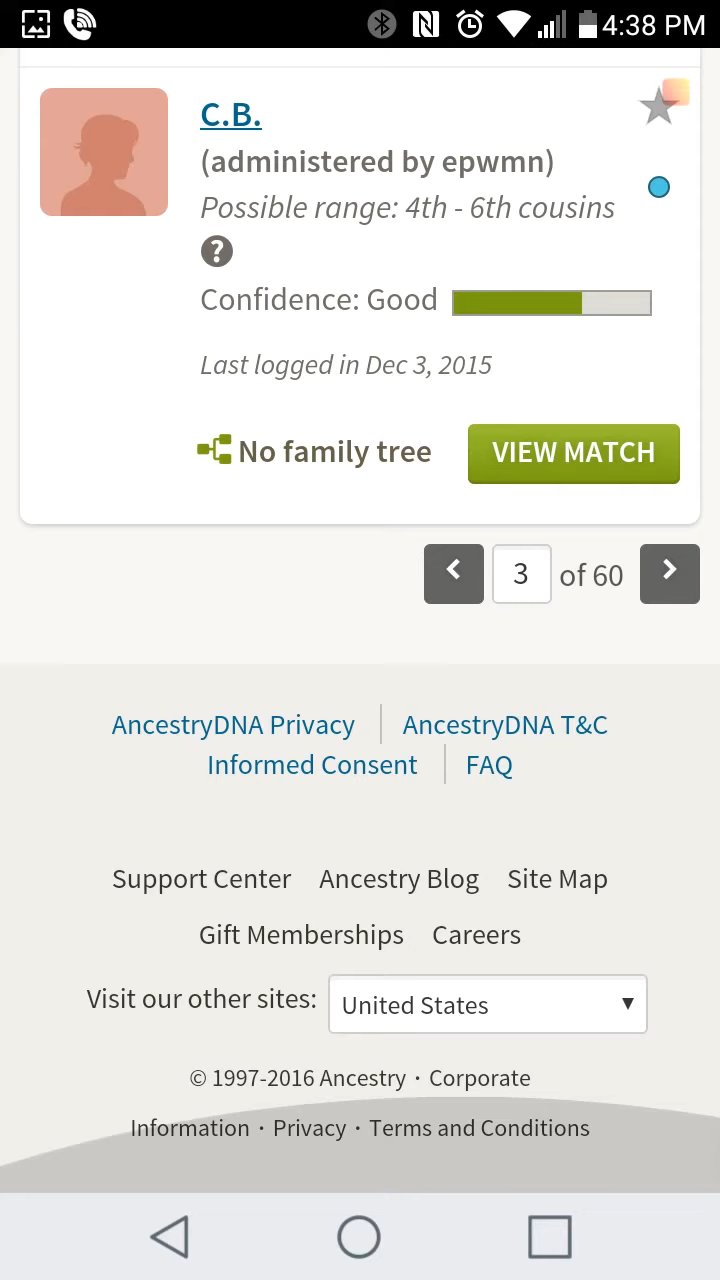 4:38 PM
C.B.
(administered by epwmn)
Possible range: 4th - 6th cousins
?
Confidence: Good
Last logged in Dec 3, 2015
No family tree VIEW MATCH
3 of 60
AncestryDNA Privacy AncestryDNA T&C
Informed Consent FAQ
Support Center Ancestry Blog Site Map
Gift Memberships Careers
Visit our other sites: United States
© 1997-2016 Ancestry · Corporate
Information · Privacy · Terms and Conditions